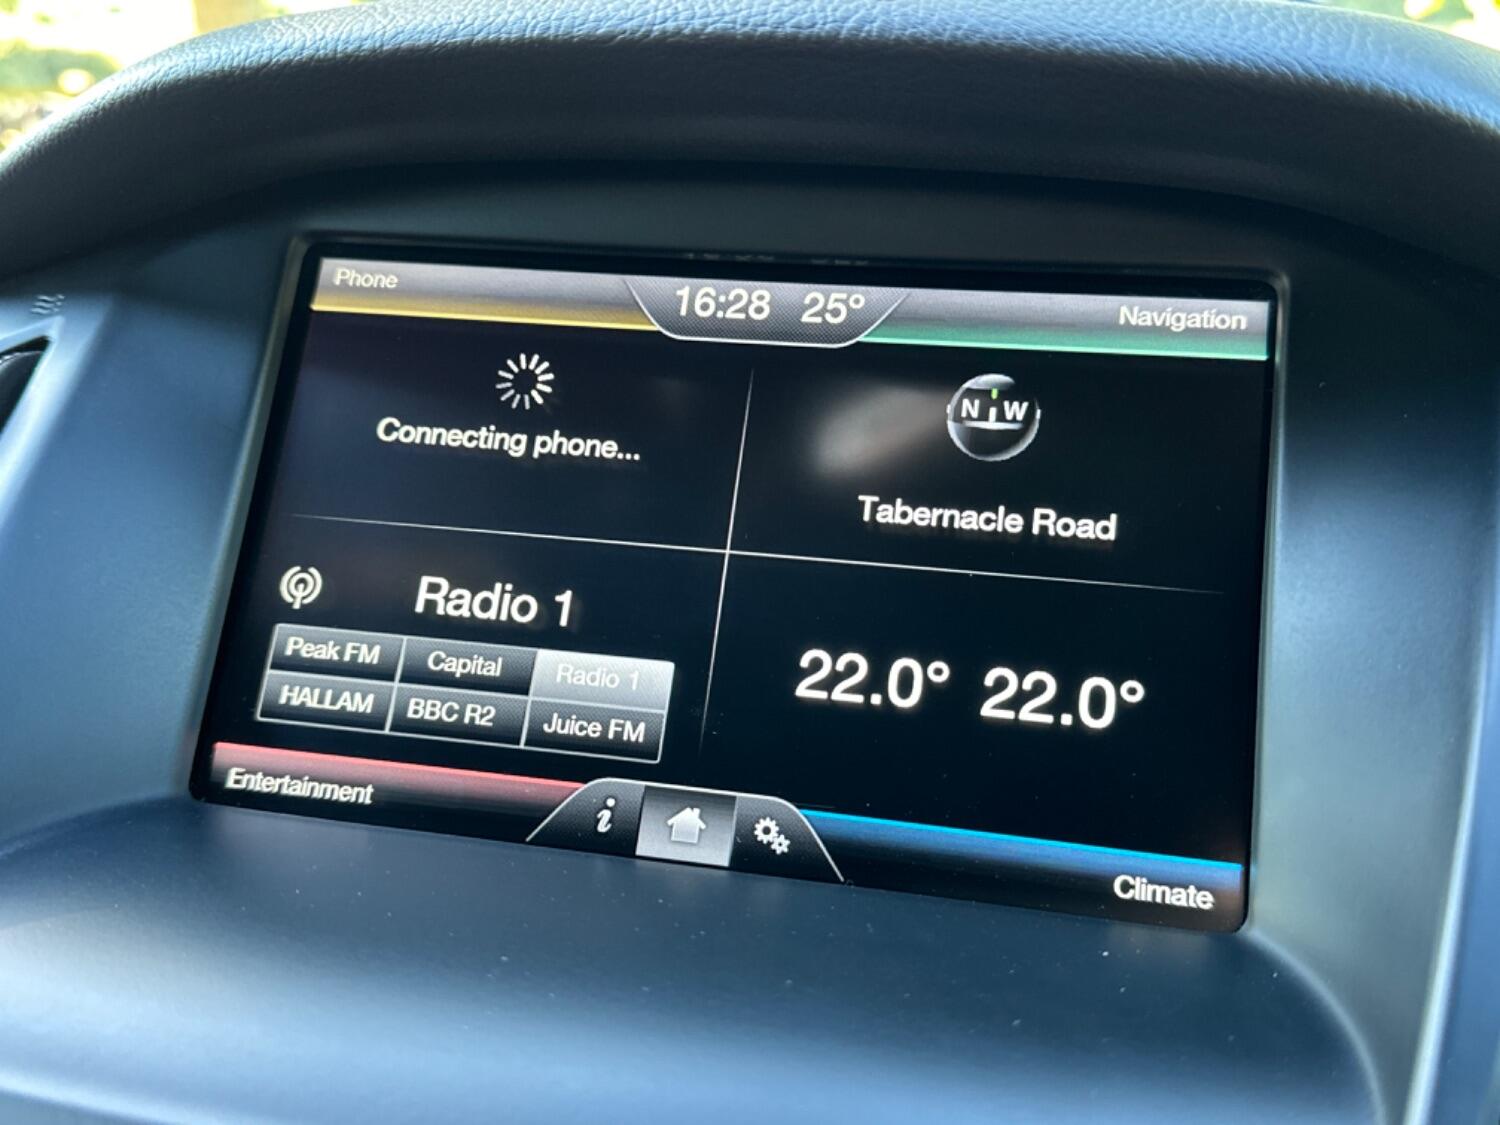 Phone
16:28 25°
Navigation
Connecting phone...
N W
Tabernacle Road
Radio 1
Peak FM Capital Radio 1
HALLAM BBC R2 Juice FM
22.0° 22.0°
Entertainment
i
Climate